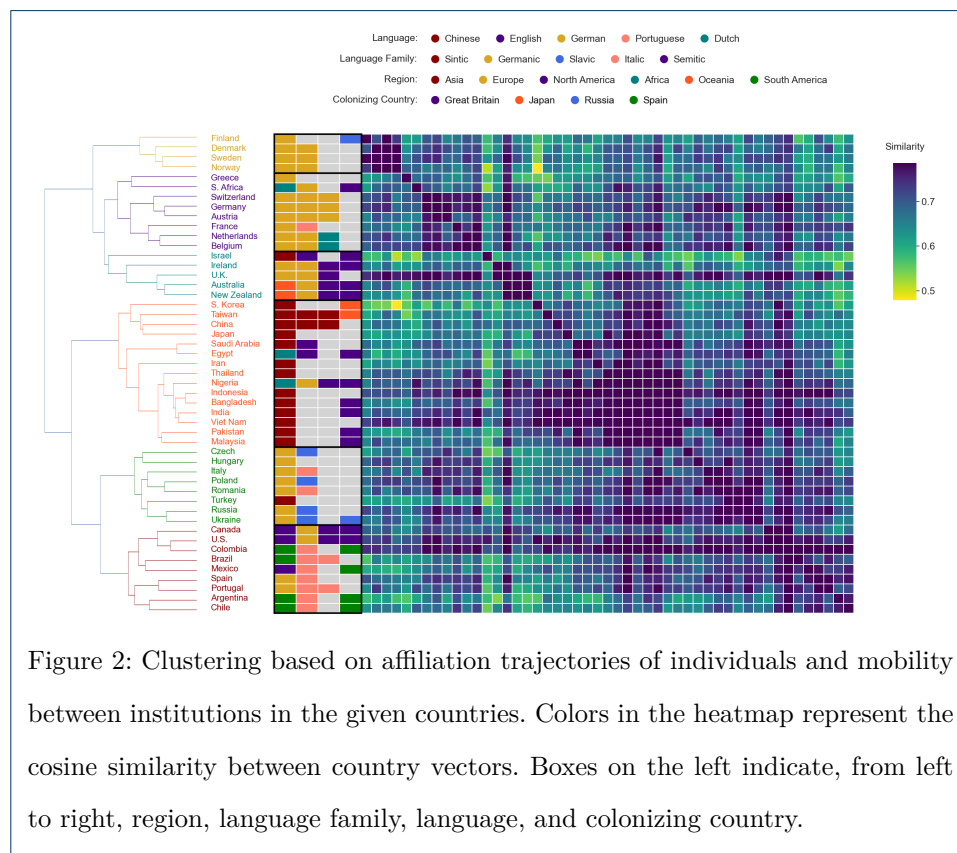 Language: Chinese English German Portuguese Dutch
Language Family: Sintic Germanic Slavic Italic Semitic
Region: Asia Europe North America Africa Oceania South America
Colonizing Country: Great Britain Japan Russia Spain
Finland
Denmark
Sweden
Norway
Greece
S. Africa
Switzerland
Germany
Austria
France
Netherlands
Belgium
Israel
Ireland
U.K.
Australia
New Zealand
S. Korea
Taiwan
China
Japan
Saudi Arabia
Egypt
Iran
Thailand
Nigeria
Indonesia
Bangladesh
India
Viet Nam
Pakistan
Malaysia
Czech
Hungary
Italy
Poland
Romania
Turkey
Russia
Ukraine
Canada
U.S.
Colombia
Brazil
Mexico
Spain
Portugal
Argentina
Chile
Similarity
0.7
0.6
0.5
Figure 2: Clustering based on affiliation trajectories of individuals and mobility
between institutions in the given countries. Colors in the heatmap represent the
cosine similarity between country vectors. Boxes on the left indicate, from left
to right, region, language family, language, and colonizing country.